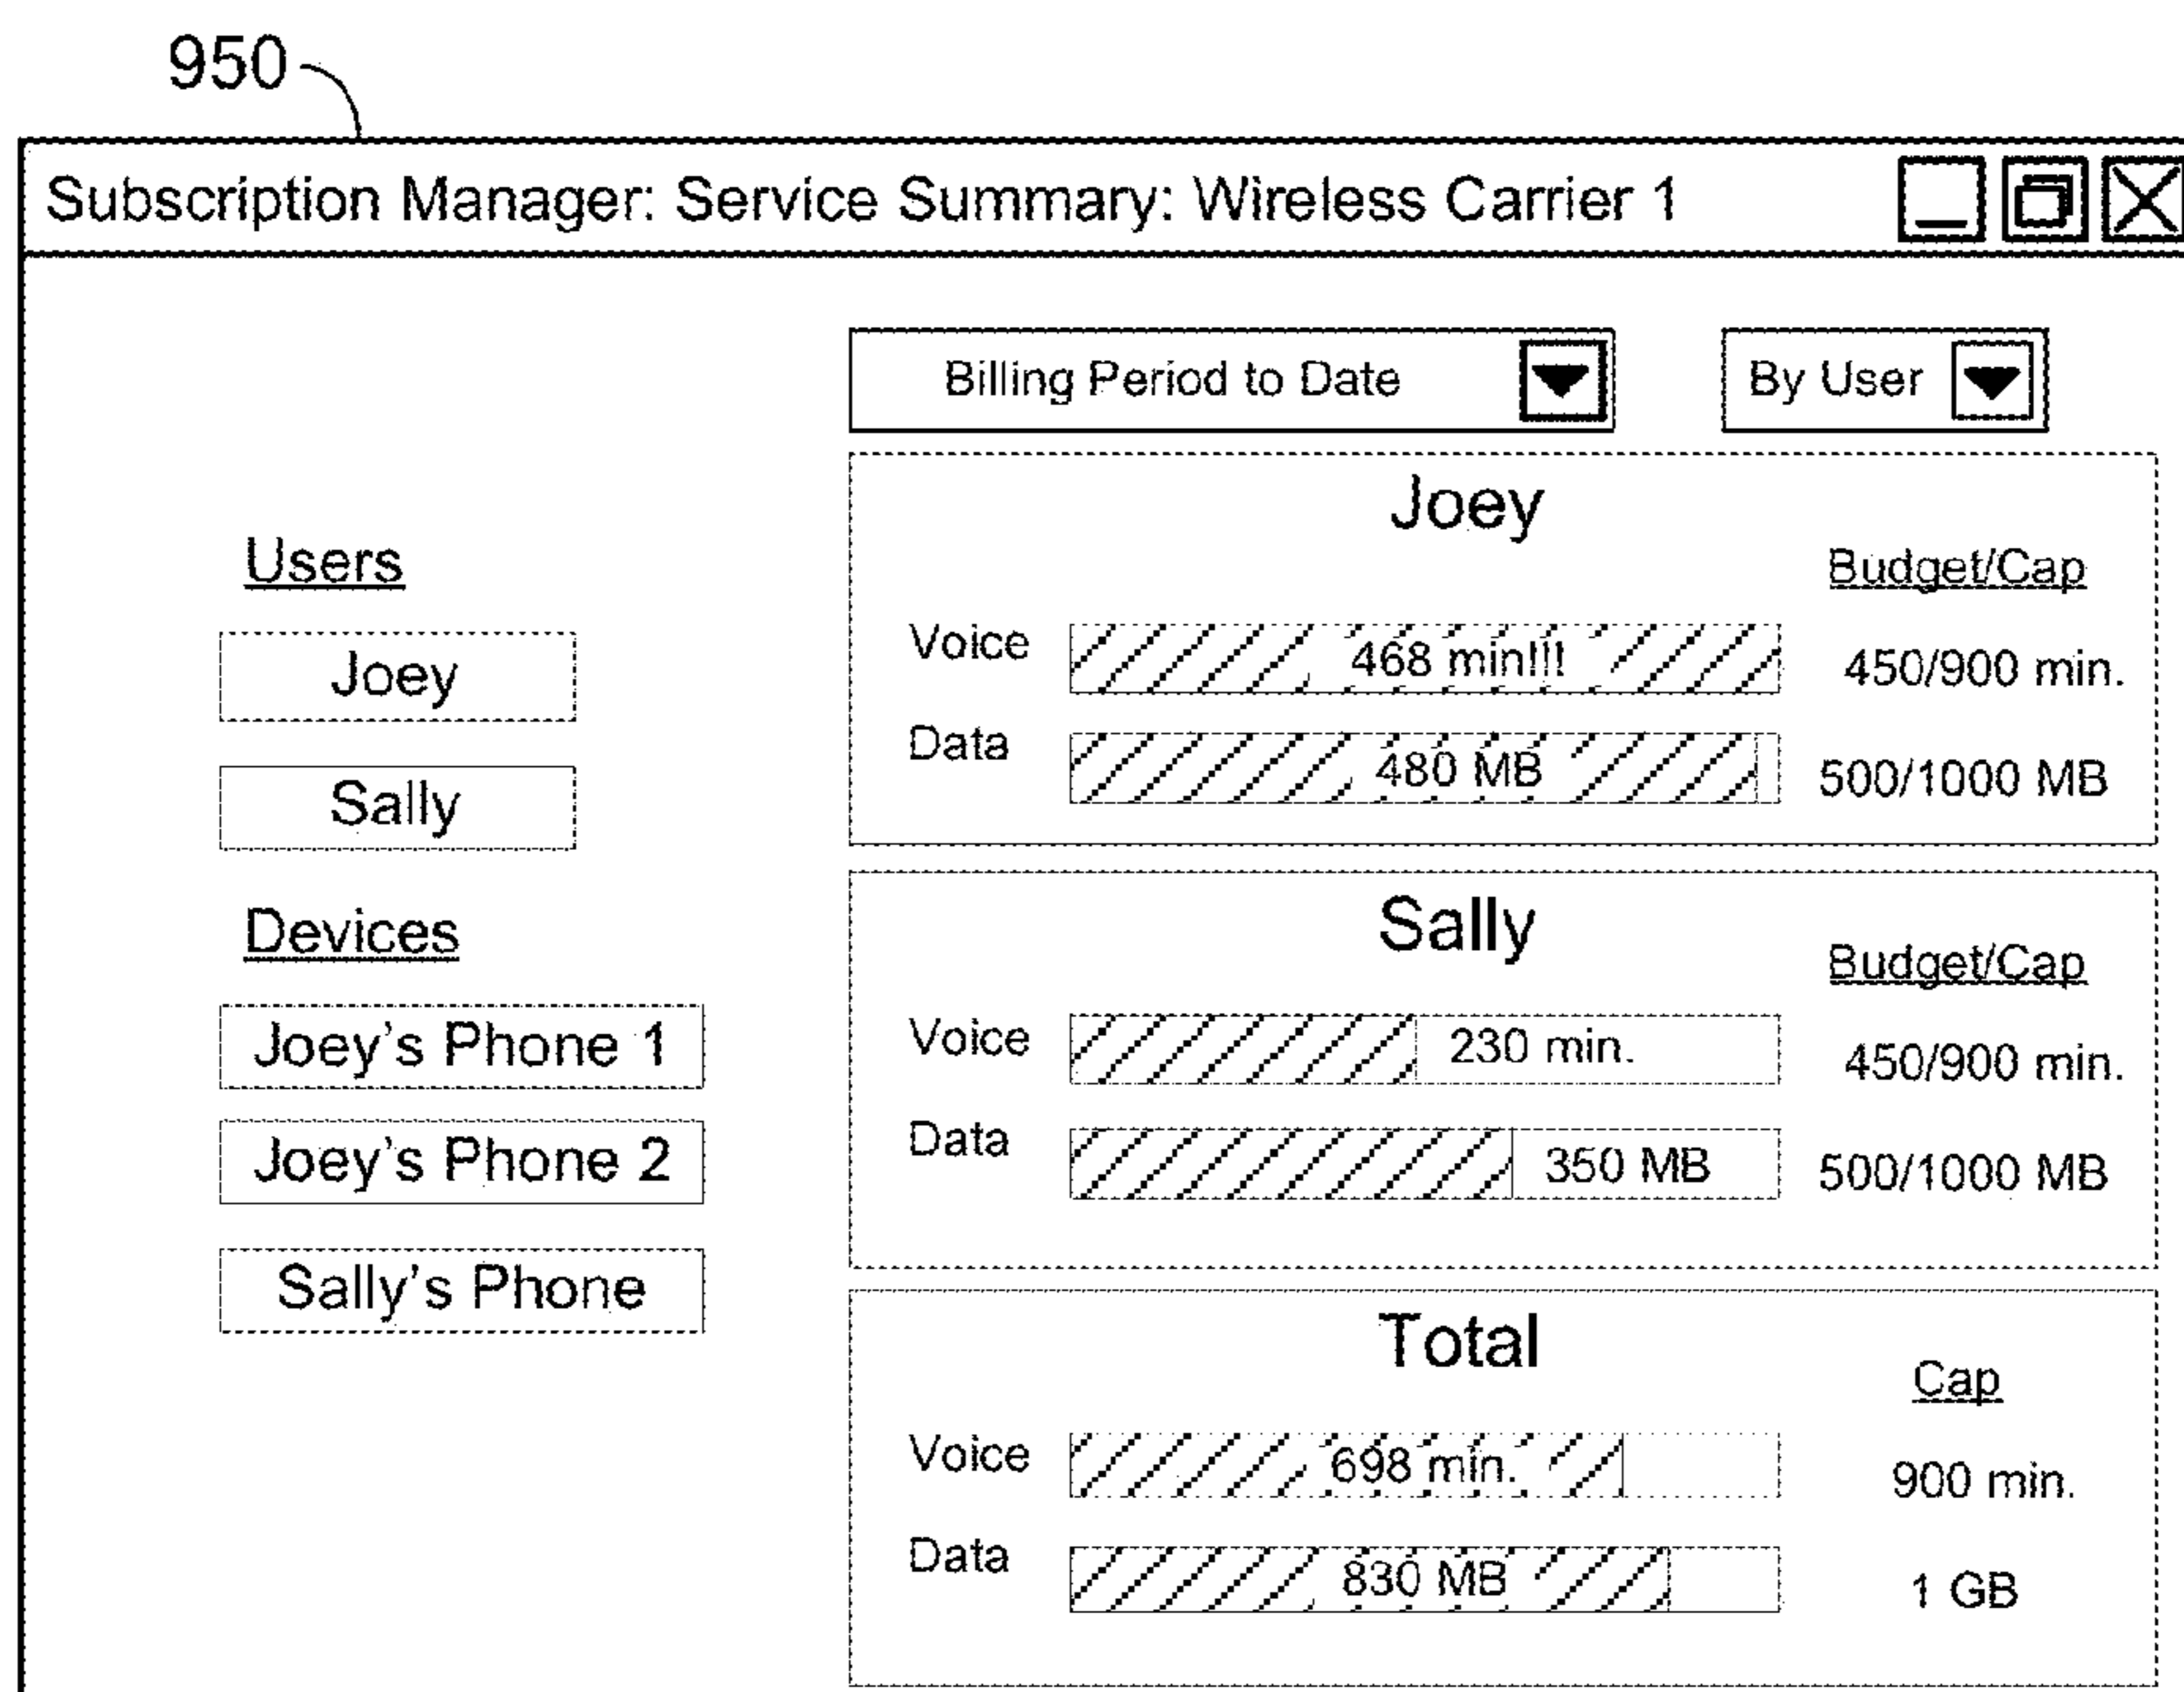 950
Subscription Manager: Service Summary: Wireless Carrier 1
Billing Period to Date
By User
Users
Joey
Sally
Devices
Joey's Phone 1
Joey's Phone 2
Sally's Phone
Joey
Budget/Cap
Voice 468 min!!! 450/900 min.
Data 480 MB 500/1000 MB
Sally
Budget/Cap
Voice 230 min. 450/900 min.
Data 350 MB 500/1000 MB
Total
Cap
Voice 698 min. 900 min.
Data 830 MB 1 GB